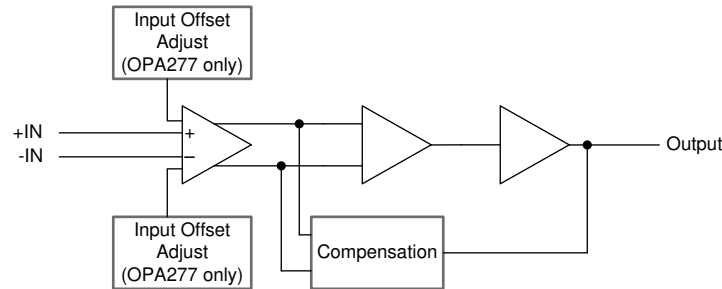 Input Offset
Adjust
(OPA277 only)
+IN
-IN
+
−
Output
Input Offset
Adjust
(OPA277 only)
Compensation